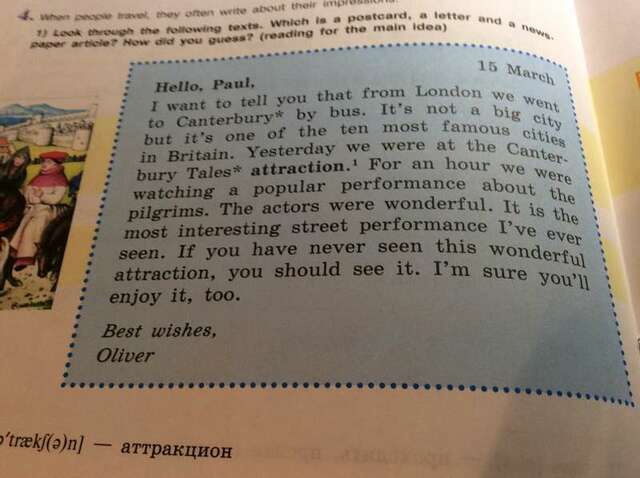 4. When people travel, they often write about their impressions.
1) Look through the following texts. Which is a postcard, a letter and a news-
paper article? How did you guess? (reading for the main idea)
15 March
Hello, Paul,
I want to tell you that from London we went
to Canterbury* by bus. It's not a big city
but it's one of the ten most famous cities
in Britain. Yesterday we were at the Canter-
bury Tales* attraction.¹ For an hour we were
watching a popular performance about the
pilgrims. The actors were wonderful. It is the
most interesting street performance I've ever
seen. If you have never seen this wonderful
attraction, you should see it. I'm sure you'll
enjoy it, too.
Best wishes,
Oliver
ə'trækʃ(ə)n] — аттракцион